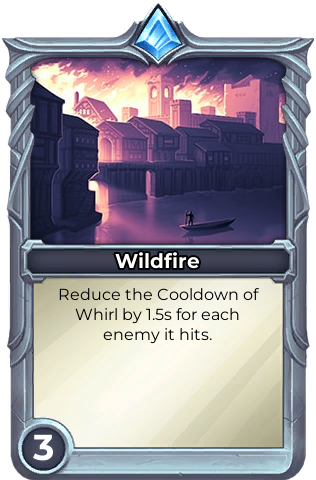 Wildfire
Reduce the Cooldown of
Whirl by 1.5s for each
enemy it hits.
3